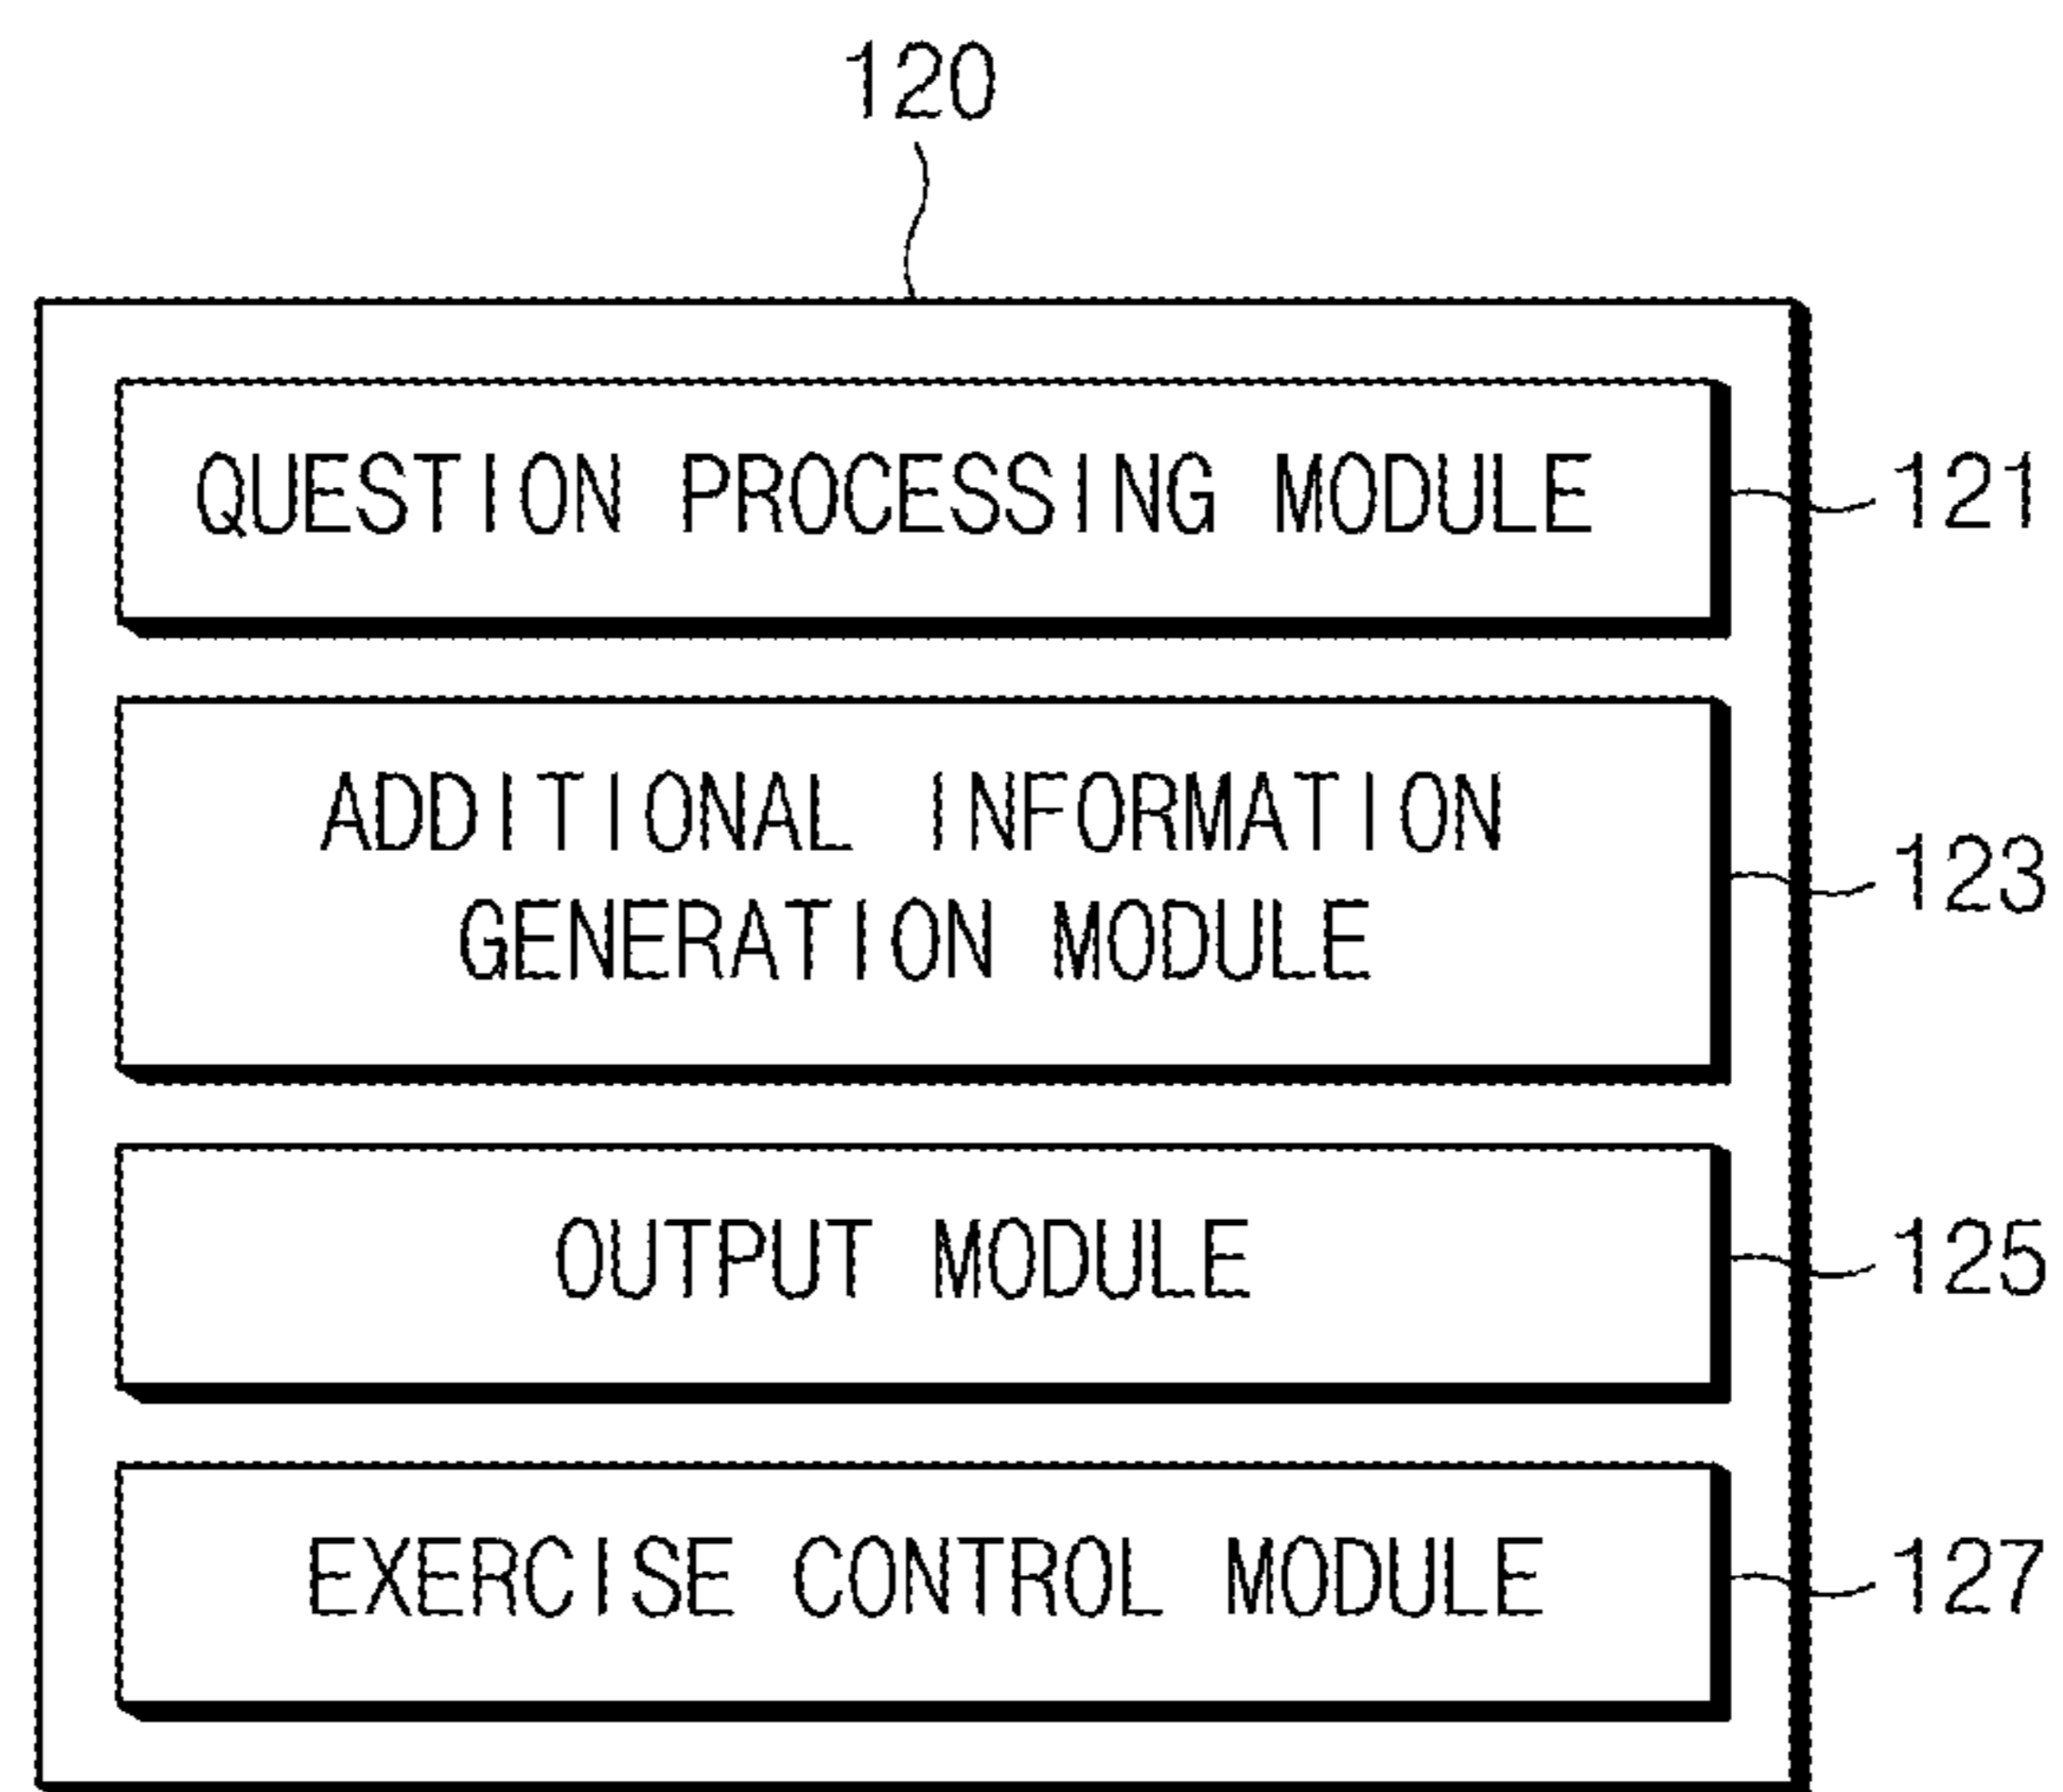 120
QUESTION PROCESSING MODULE
121
ADDITIONAL INFORMATION
GENERATION MODULE
123
OUTPUT MODULE
125
EXERCISE CONTROL MODULE
127